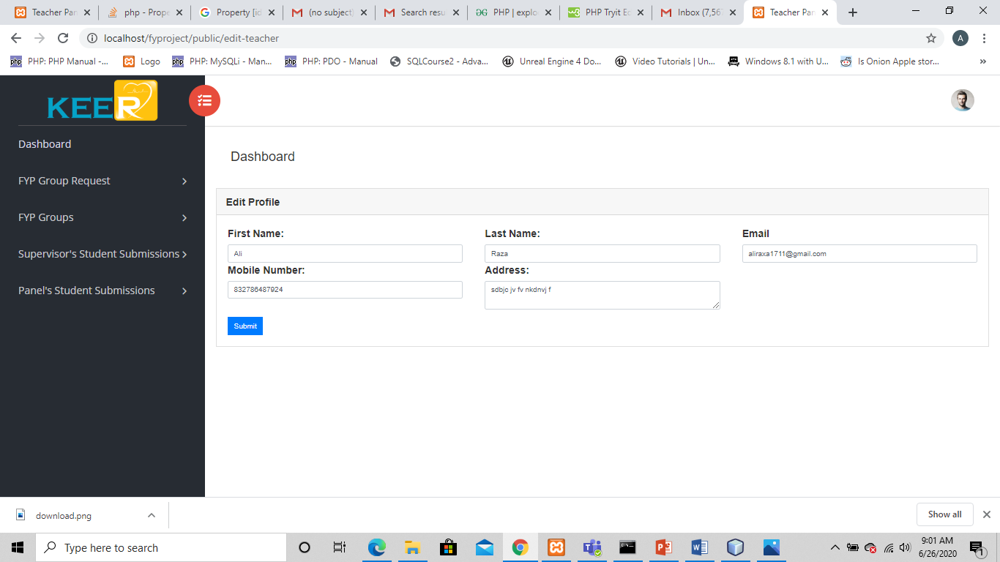 Teacher Par
php - Prope
Property [id
(no subject)
Search resu
PHP | explo
PHP Tryit Ec
Inbox (7,567
Teacher Par
localhost/fyproject/public/edit-teacher
A
PHP: PHP Manual -...
Logo
PHP: MySQLi - Man...
PHP: PDO - Manual
SQLCourse2 - Adva...
Unreal Engine 4 Do...
Video Tutorials | Un...
Windows 8.1 with U...
Is Onion Apple stor...
»
KEER
Dashboard
FYP Group Request
FYP Groups
Supervisor's Student Submissions
Panel's Student Submissions
Dashboard
Edit Profile
First Name:
Last Name:
Email
Ali
Raza
aliraxa1711@gmail.com
Mobile Number:
Address:
832786487924
sdbjc jv fv nkdnvj f
Submit
download.png
Show all
Type here to search
9:01 AM
6/26/2020
1